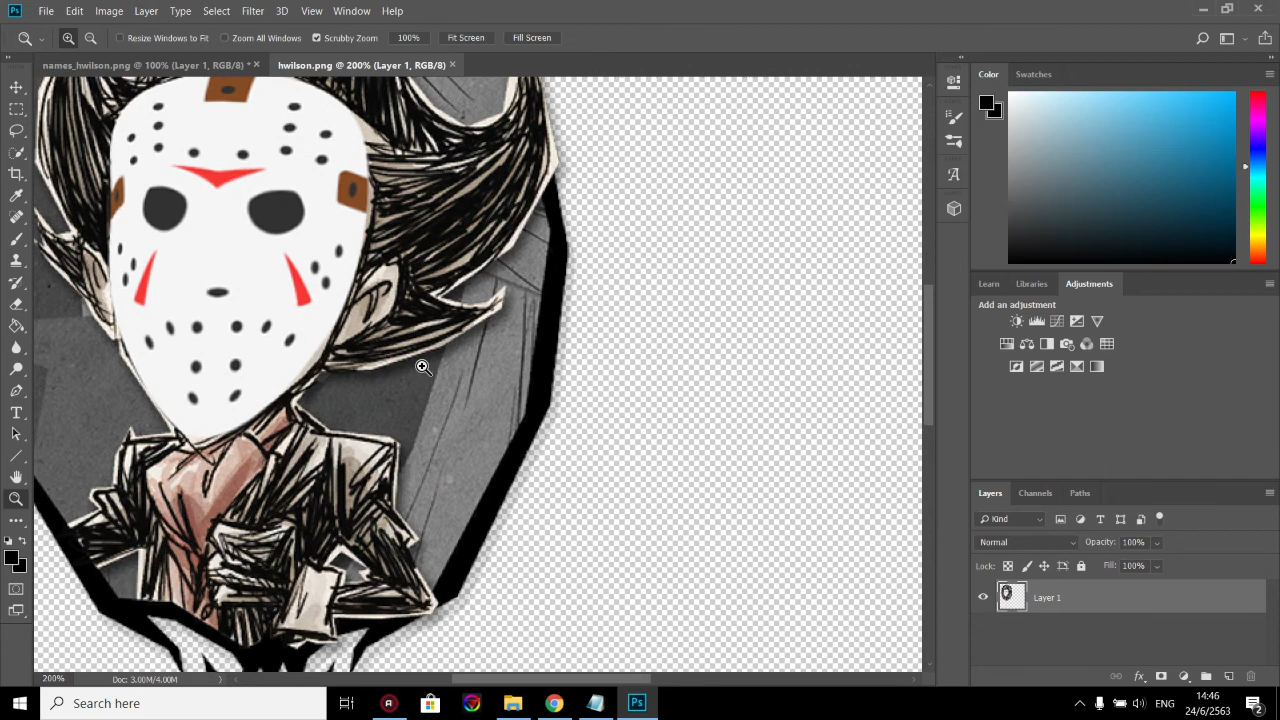 Ps File Edit Image Layer Type Select Filter 3D View Window Help
Resize Windows to Fit Zoom All Windows Scrubby Zoom 100% Fit Screen Fill Screen
names_hwilson.png @ 100% (Layer 1, RGB/8) * × hwilson.png @ 200% (Layer 1, RGB/8) ×
Color Swatches
Learn Libraries Adjustments
Add an adjustment
Layers Channels Paths
Kind
Normal Opacity: 100%
Lock: Fill: 100%
Layer 1
200% Doc: 3.00M/4.00M
Search here
Ps
ENG
14:46
24/6/2563
2